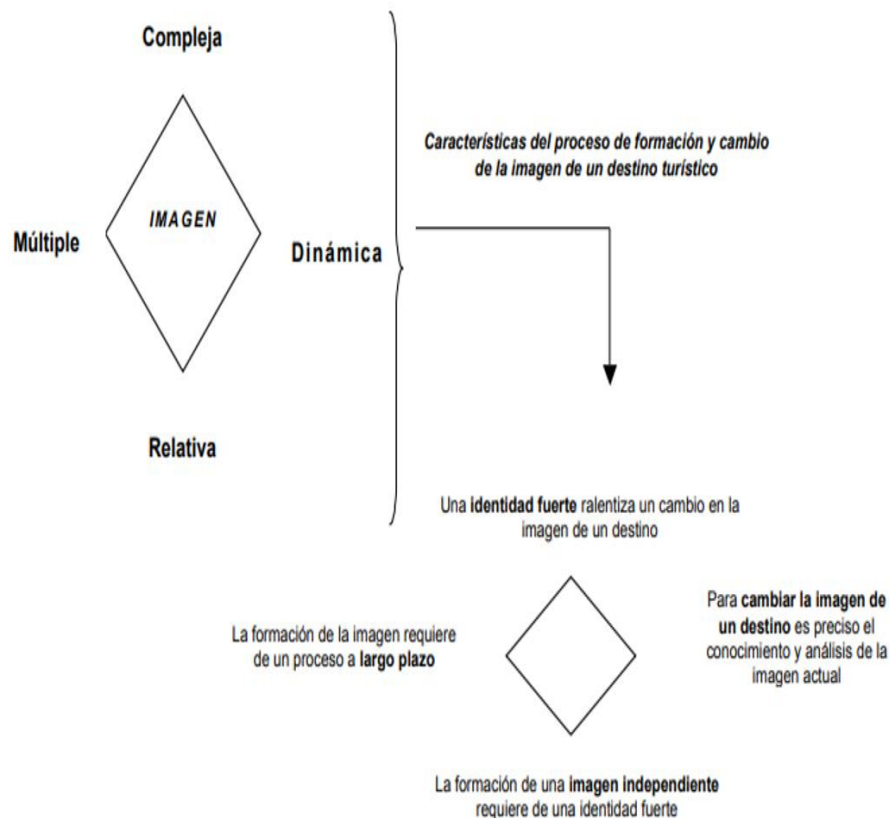 Compleja
Características del proceso de formación y cambio
de la imagen de un destino turístico
IMAGEN
Múltiple
Dinámica
Relativa
Una identidad fuerte ralentiza un cambio en la
imagen de un destino
Para cambiar la imagen de
un destino es preciso el
conocimiento y análisis de la
imagen actual
La formación de la imagen requiere
de un proceso a largo plazo
La formación de una imagen independiente
requiere de una identidad fuerte